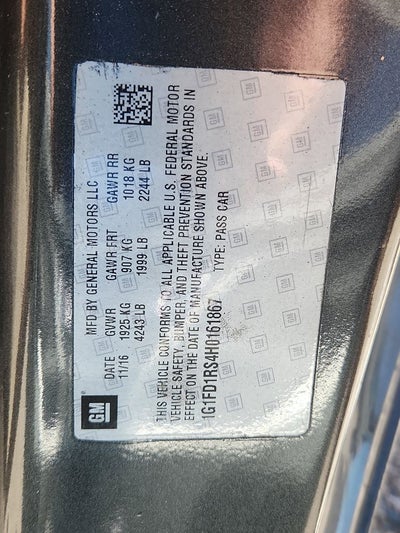 GM
MFD BY GENERAL MOTORS LLC
DATE GVWR GAWR FRT GAWR RR
11/16 1925 KG 907 KG 1018 KG
4243 LB 1999 LB 2244 LB
THIS VEHICLE CONFORMS TO ALL APPLICABLE U.S. FEDERAL MOTOR
VEHICLE SAFETY, BUMPER, AND THEFT PREVENTION STANDARDS IN
EFFECT ON THE DATE OF MANUFACTURE SHOWN ABOVE.
1G1FD1RS4H0161867 TYPE: PASS CAR